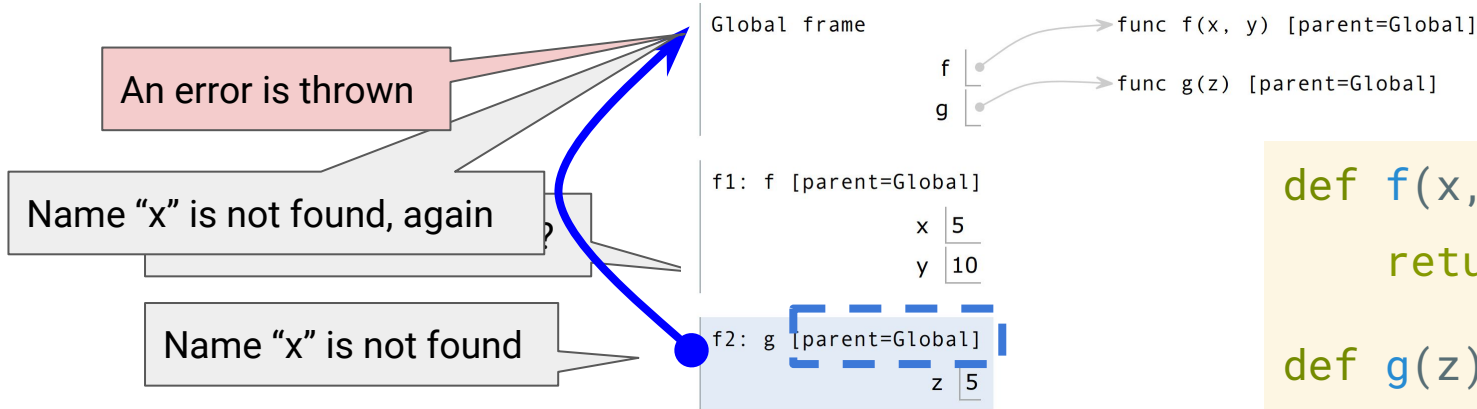 Global frame
func f(x, y) [parent=Global]
An error is thrown
f
func g(z) [parent=Global]
g
f1: f [parent=Global]
Name “x” is not found, again
?
x 5
y 10
Name “x” is not found
f2: g [parent=Global]
z 5
def f(x,
retu
def g(z)